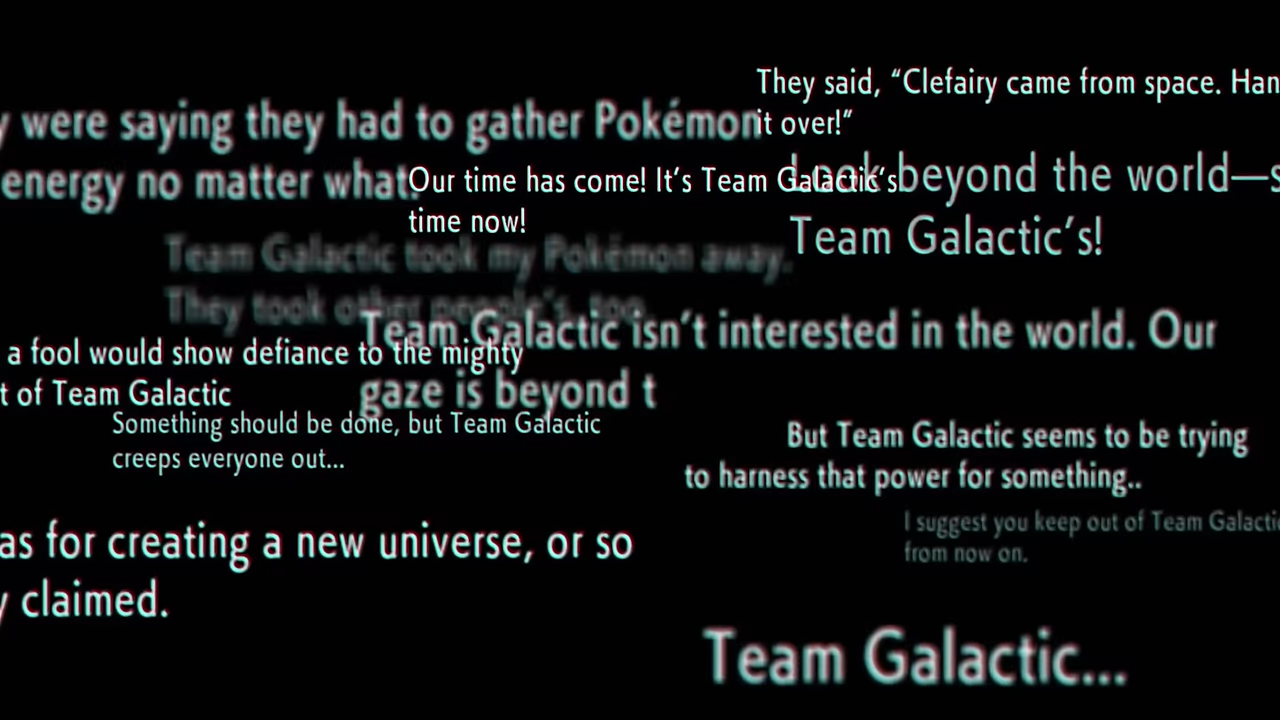 They said, “Clefairy came from space. Han
it over!”
y were saying they had to gather Pokémon
energy no matter what.
Our time has come! It’s Team Galactic’s
time now!
Look beyond the world—s
Team Galactic’s!
Team Galactic took my Pokémon away.
They took other people’s, too.
Team Galactic isn’t interested in the world. Our
gaze is beyond t
a fool would show defiance to the mighty
t of Team Galactic
Something should be done, but Team Galactic
creeps everyone out...
But Team Galactic seems to be trying
to harness that power for something..
I suggest you keep out of Team Galactic
from now on.
as for creating a new universe, or so
y claimed.
Team Galactic...